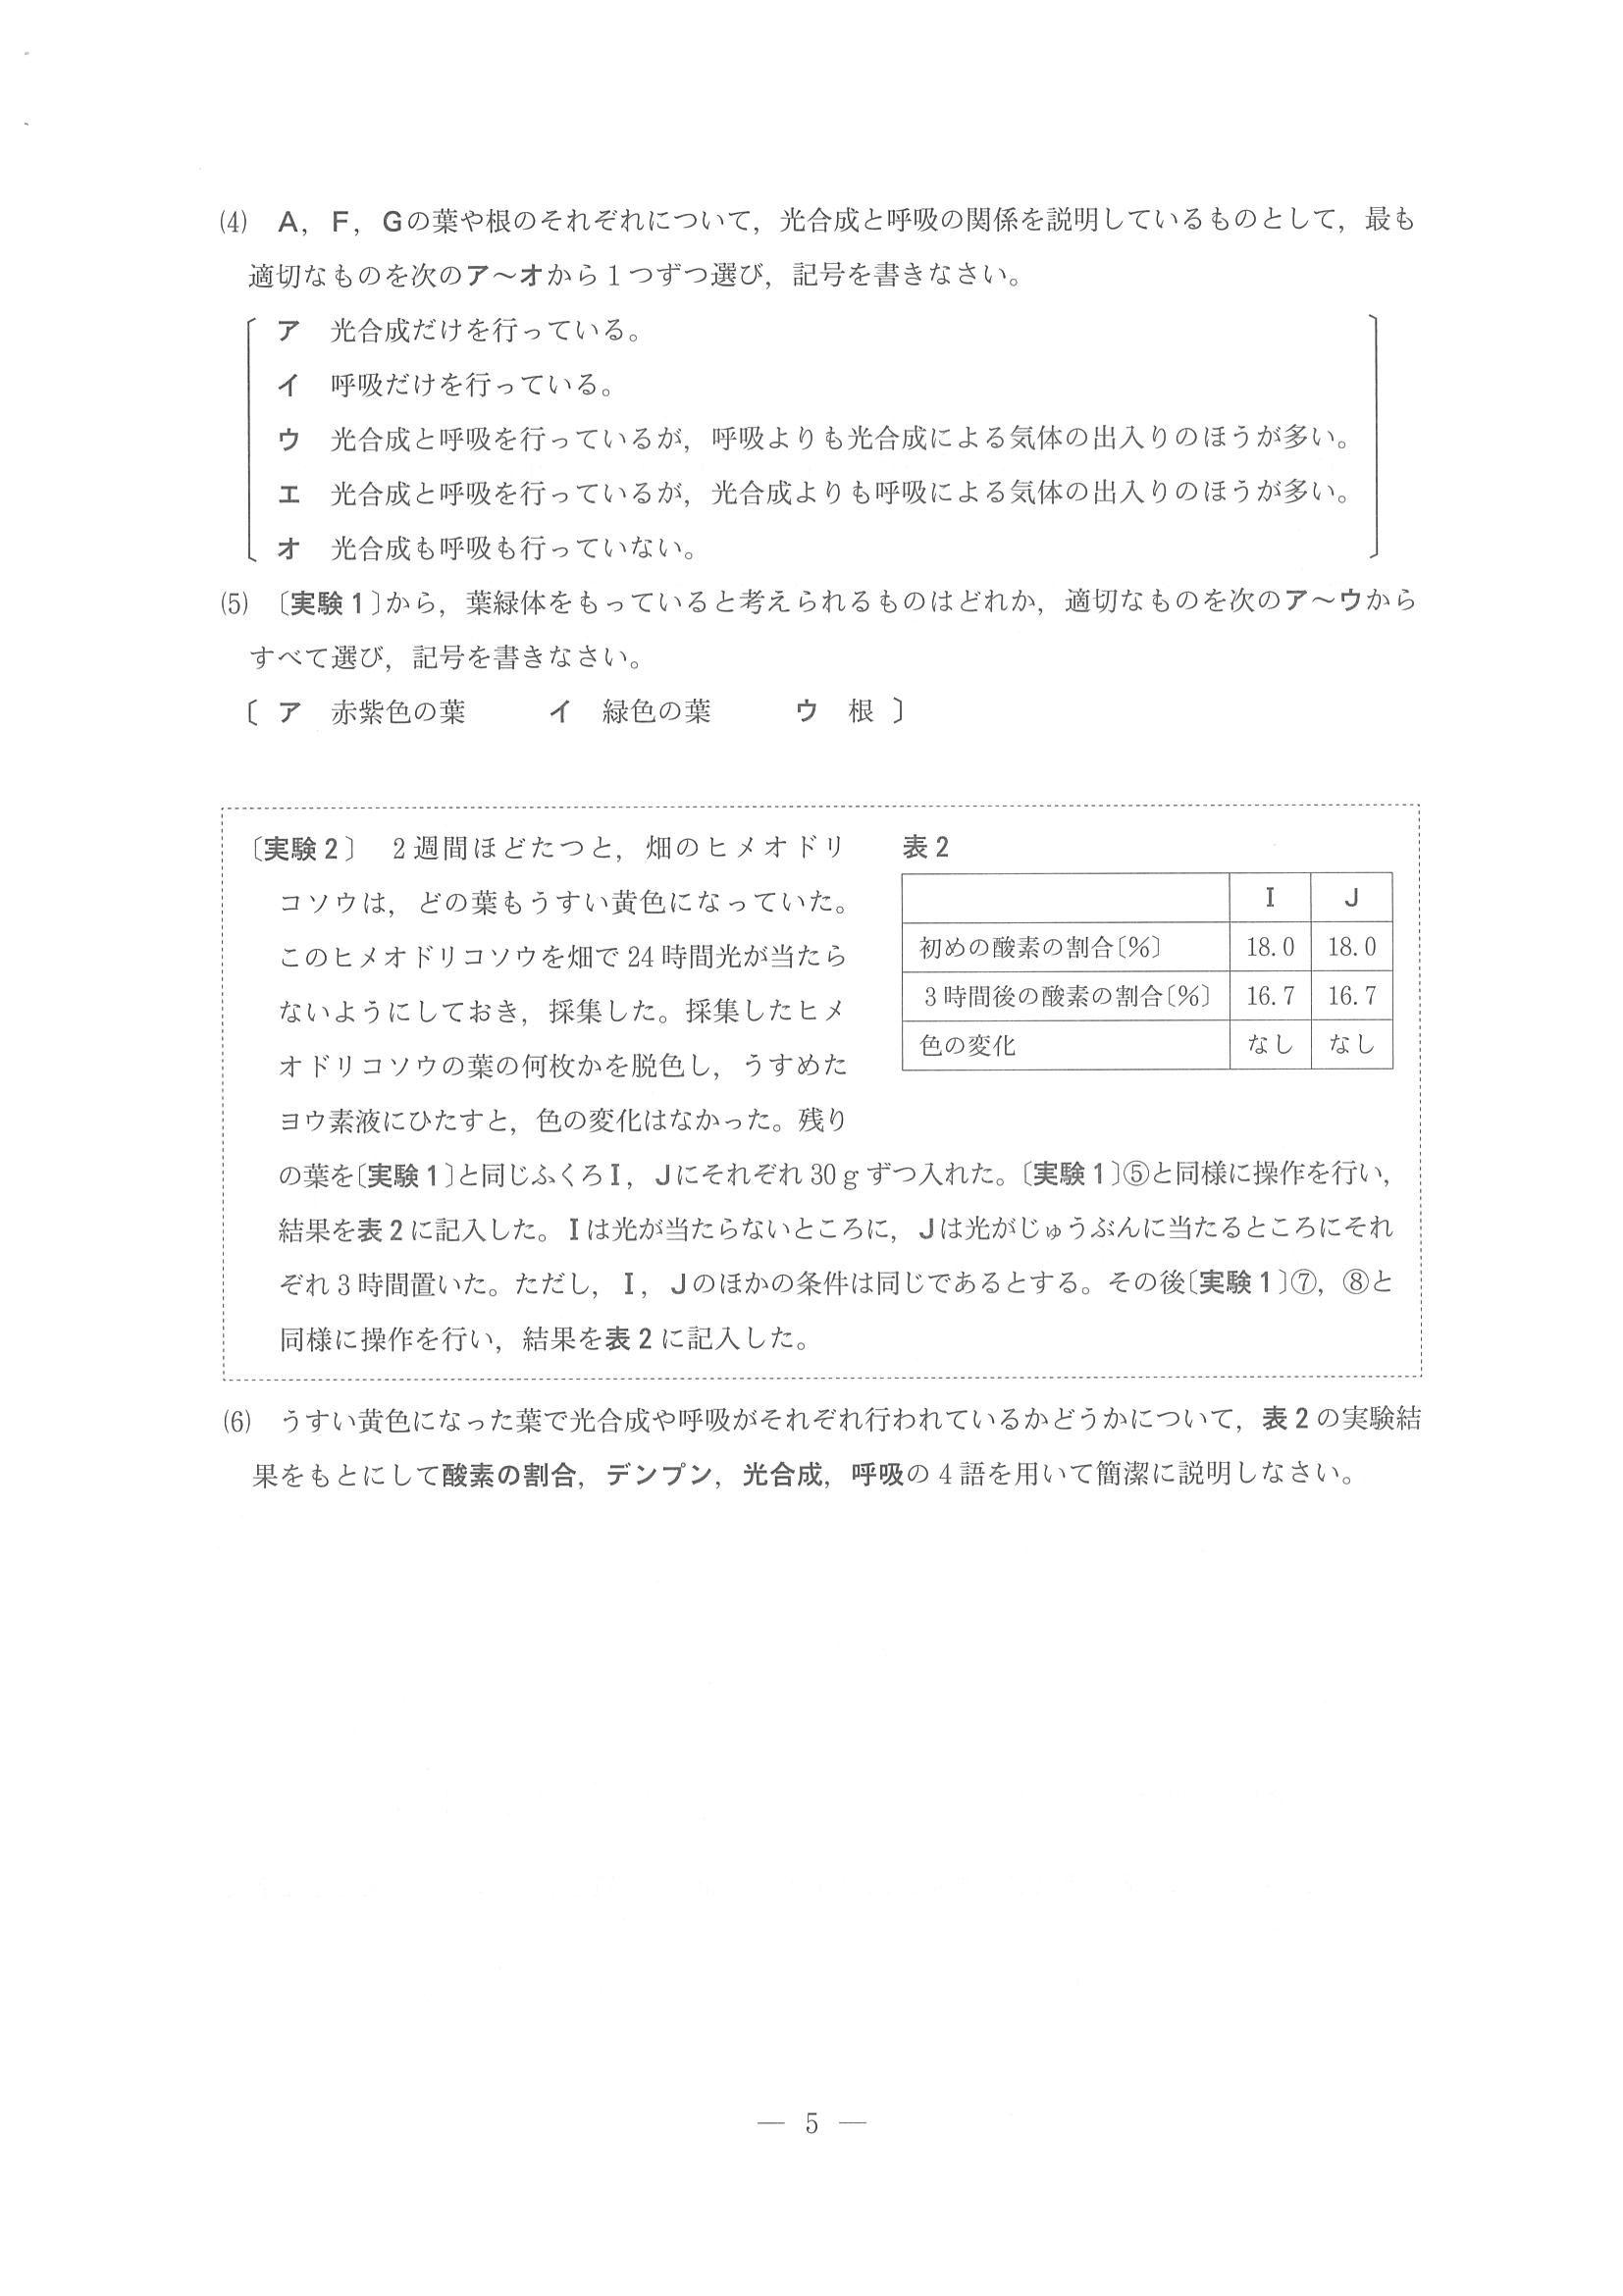 (4) A，F，Gの葉や根のそれぞれについて，光合成と呼吸の関係を説明しているものとして，最も
適切なものを次のア〜オから1つずつ選び，記号を書きなさい。
ア 光合成だけを行っている。
イ 呼吸だけを行っている。
ウ 光合成と呼吸を行っているが，呼吸よりも光合成による気体の出入りのほうが多い。
エ 光合成と呼吸を行っているが，光合成よりも呼吸による気体の出入りのほうが多い。
オ 光合成も呼吸も行っていない。
(5) 〔実験1〕から，葉緑体をもっていると考えられるものはどれか，適切なものを次のア〜ウから
すべて選び，記号を書きなさい。
〔 ア 赤紫色の葉 イ 緑色の葉 ウ 根 〕
〔実験2〕 2週間ほどたつと，畑のヒメオドリ
コソウは，どの葉もうすい黄色になっていた。
このヒメオドリコソウを畑で24時間光が当たら
ないようにしておき，採集した。採集したヒメ
オドリコソウの葉の何枚かを脱色し，うすめた
ヨウ素液にひたすと，色の変化はなかった。残り
の葉を〔実験1〕と同じふくろI，Jにそれぞれ30gずつ入れた。〔実験1〕⑤と同様に操作を行い，
結果を表2に記入した。Iは光が当たらないところに，Jは光がじゅうぶんに当たるところにそれ
ぞれ3時間置いた。ただし，I，Jのほかの条件は同じであるとする。その後〔実験1〕⑦，⑧と
同様に操作を行い，結果を表2に記入した。
表2
I J
初めの酸素の割合〔%〕 18.0 18.0
3時間後の酸素の割合〔%〕 16.7 16.7
色の変化 なし なし
(6) うすい黄色になった葉で光合成や呼吸がそれぞれ行われているかどうかについて，表2の実験結
果をもとにして酸素の割合，デンプン，光合成，呼吸の4語を用いて簡潔に説明しなさい。
— 5 —